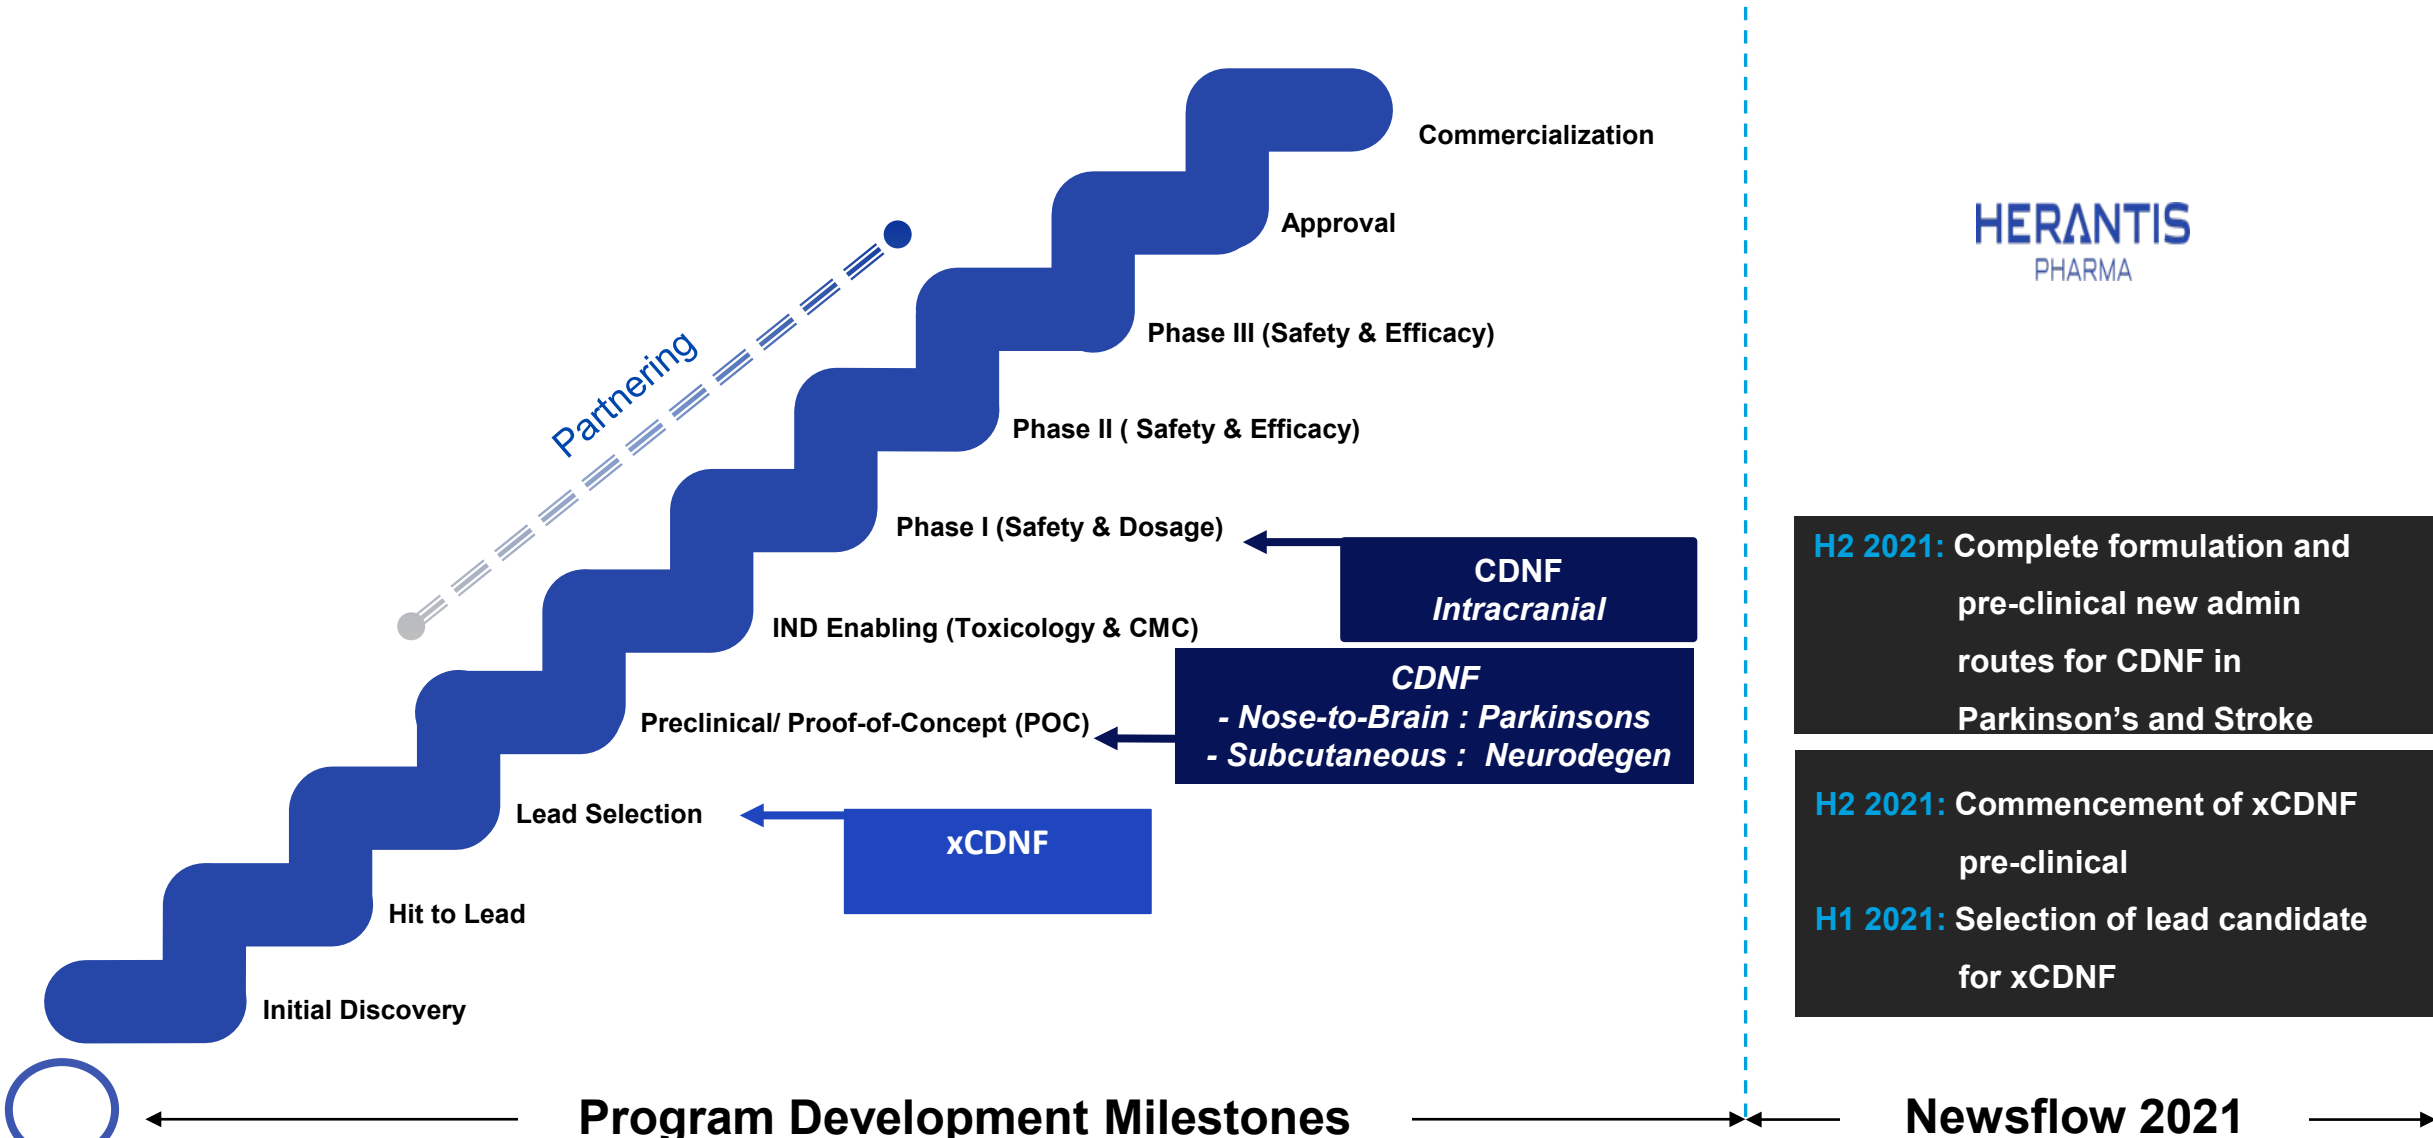 Commercialization
Approval
Phase III (Safety & Efficacy)
Phase II ( Safety & Efficacy)
Phase I (Safety & Dosage)
IND Enabling (Toxicology & CMC)
Preclinical/ Proof-of-Concept (POC)
Lead Selection
Hit to Lead
Initial Discovery
Partnering
CDNF
Intracranial
CDNF
- Nose-to-Brain : Parkinsons
- Subcutaneous : Neurodegen
xCDNF
Program Development Milestones
HERANTIS
PHARMA
H2 2021: Complete formulation and
pre-clinical new admin
routes for CDNF in
Parkinson’s and Stroke
H2 2021: Commencement of xCDNF
pre-clinical
H1 2021: Selection of lead candidate
for xCDNF
Newsflow 2021